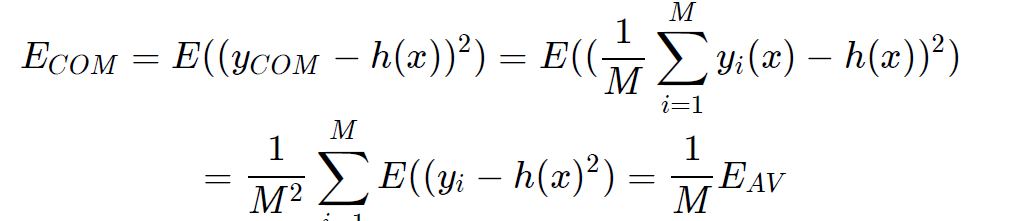 E_{COM} = E((y_{COM} − h(x))^2) = E((\frac{1}{M} \sum_{i=1}^{M} y_i(x) − h(x))^2)
= \frac{1}{M^2} \sum_{i=1}^{M} E((y_i − h(x)^2) = \frac{1}{M} E_{AV}